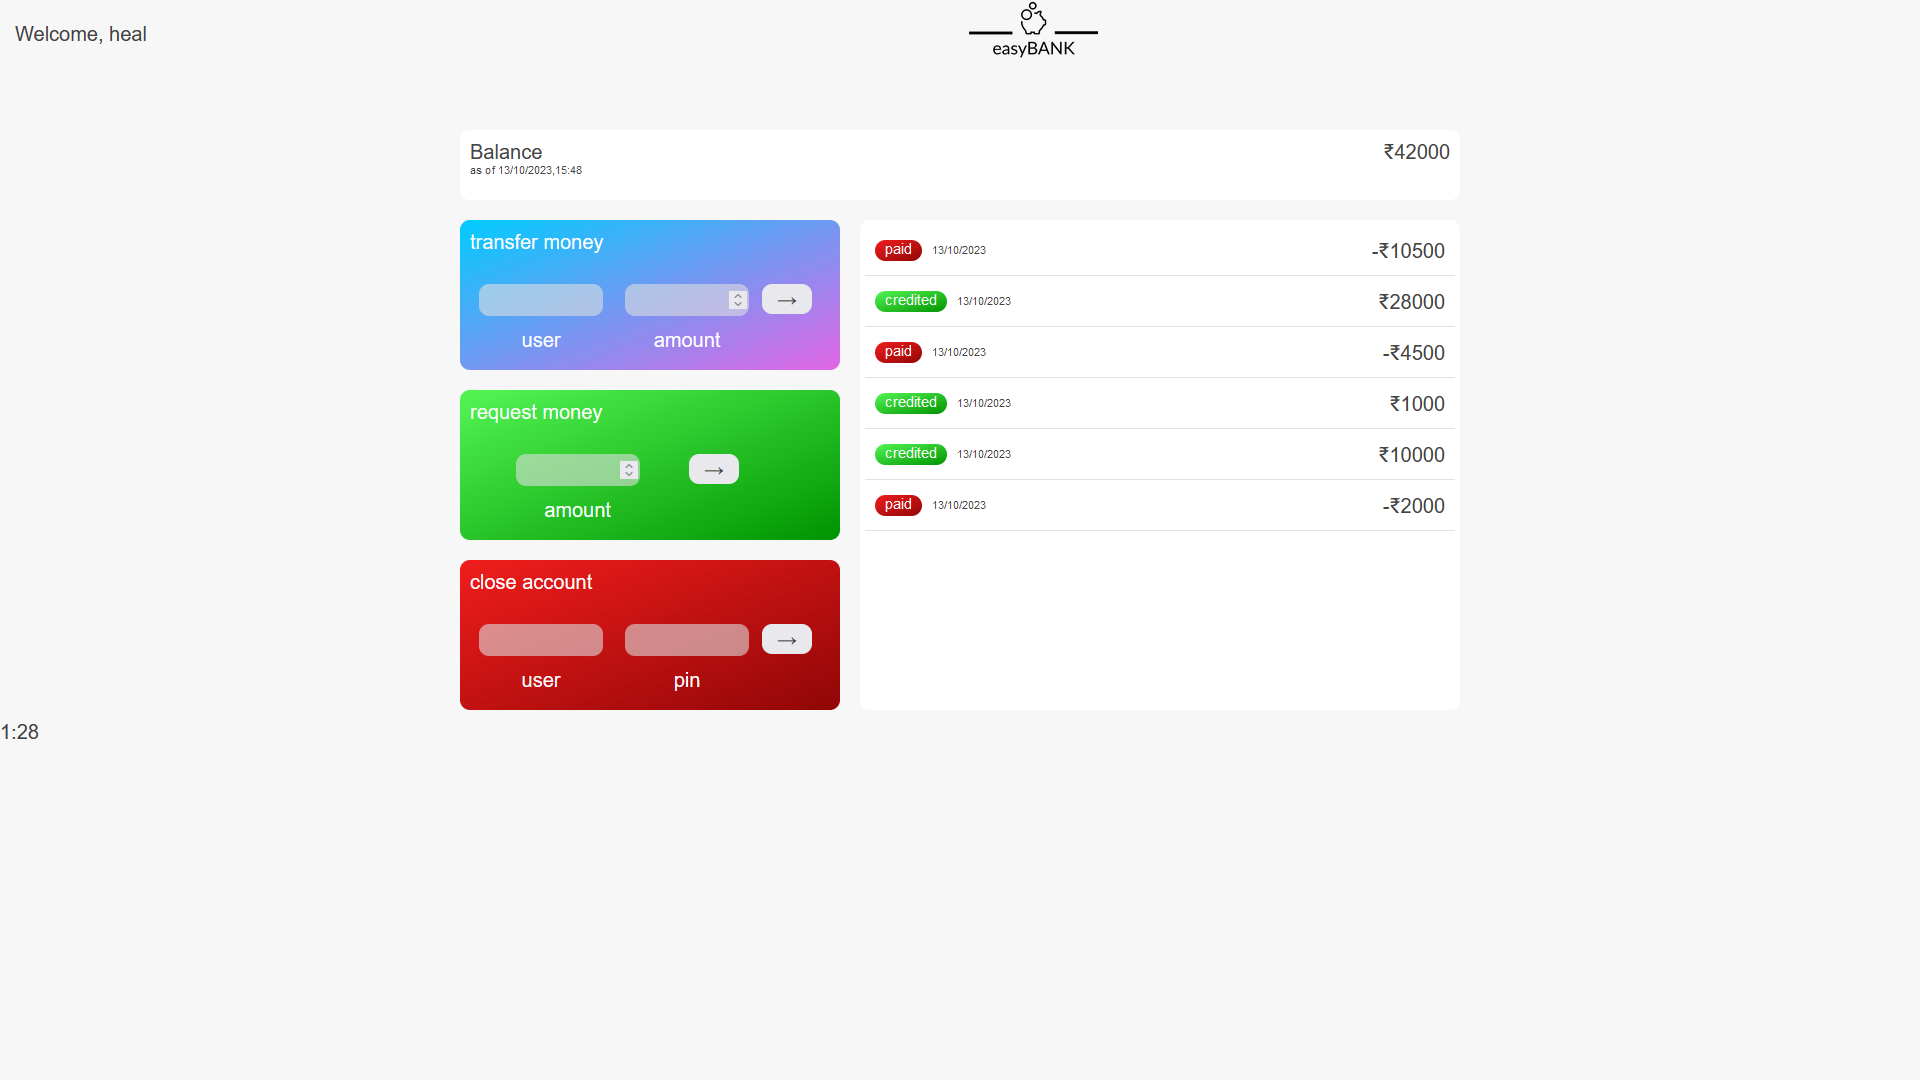 Welcome, heal
easyBANK
Balance
₹42000
as of 13/10/2023,15:48
transfer money
→
user
amount
request money
→
amount
close account
→
user
pin
paid 13/10/2023 -₹10500
credited 13/10/2023 ₹28000
paid 13/10/2023 -₹4500
credited 13/10/2023 ₹1000
credited 13/10/2023 ₹10000
paid 13/10/2023 -₹2000
1:28